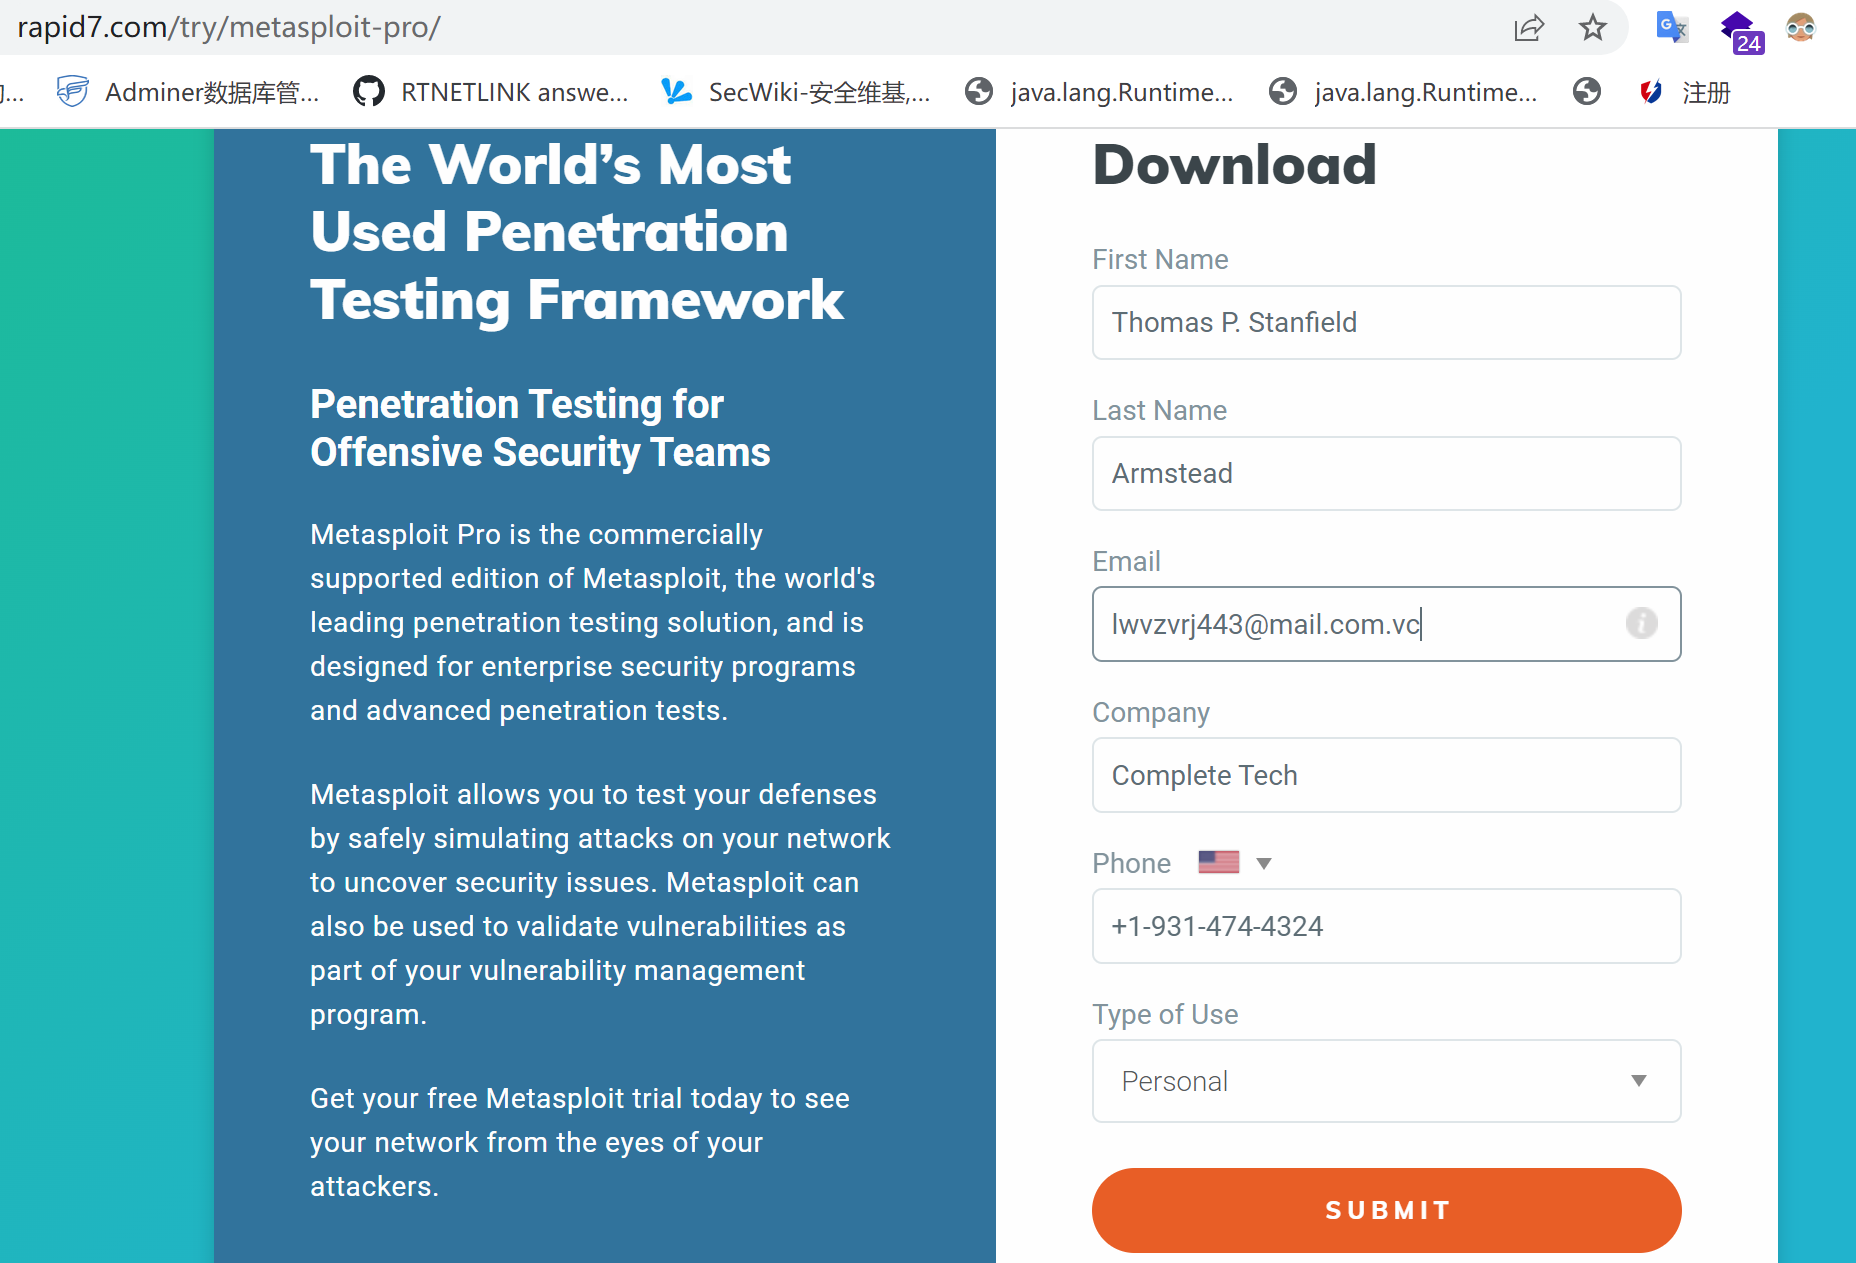 rapid7.com/try/metasploit-pro/
24
Adminer数据库管...
RTNETLINK answe...
SecWiki-安全维基,...
java.lang.Runtime...
java.lang.Runtime...
注册
The World’s Most
Used Penetration
Testing Framework
Penetration Testing for
Offensive Security Teams
Metasploit Pro is the commercially
supported edition of Metasploit, the world's
leading penetration testing solution, and is
designed for enterprise security programs
and advanced penetration tests.
Metasploit allows you to test your defenses
by safely simulating attacks on your network
to uncover security issues. Metasploit can
also be used to validate vulnerabilities as
part of your vulnerability management
program.
Get your free Metasploit trial today to see
your network from the eyes of your
attackers.
Download
First Name
Thomas P. Stanfield
Last Name
Armstead
Email
lwvzvrj443@mail.com.vc
Company
Complete Tech
Phone
+1-931-474-4324
Type of Use
Personal
SUBMIT